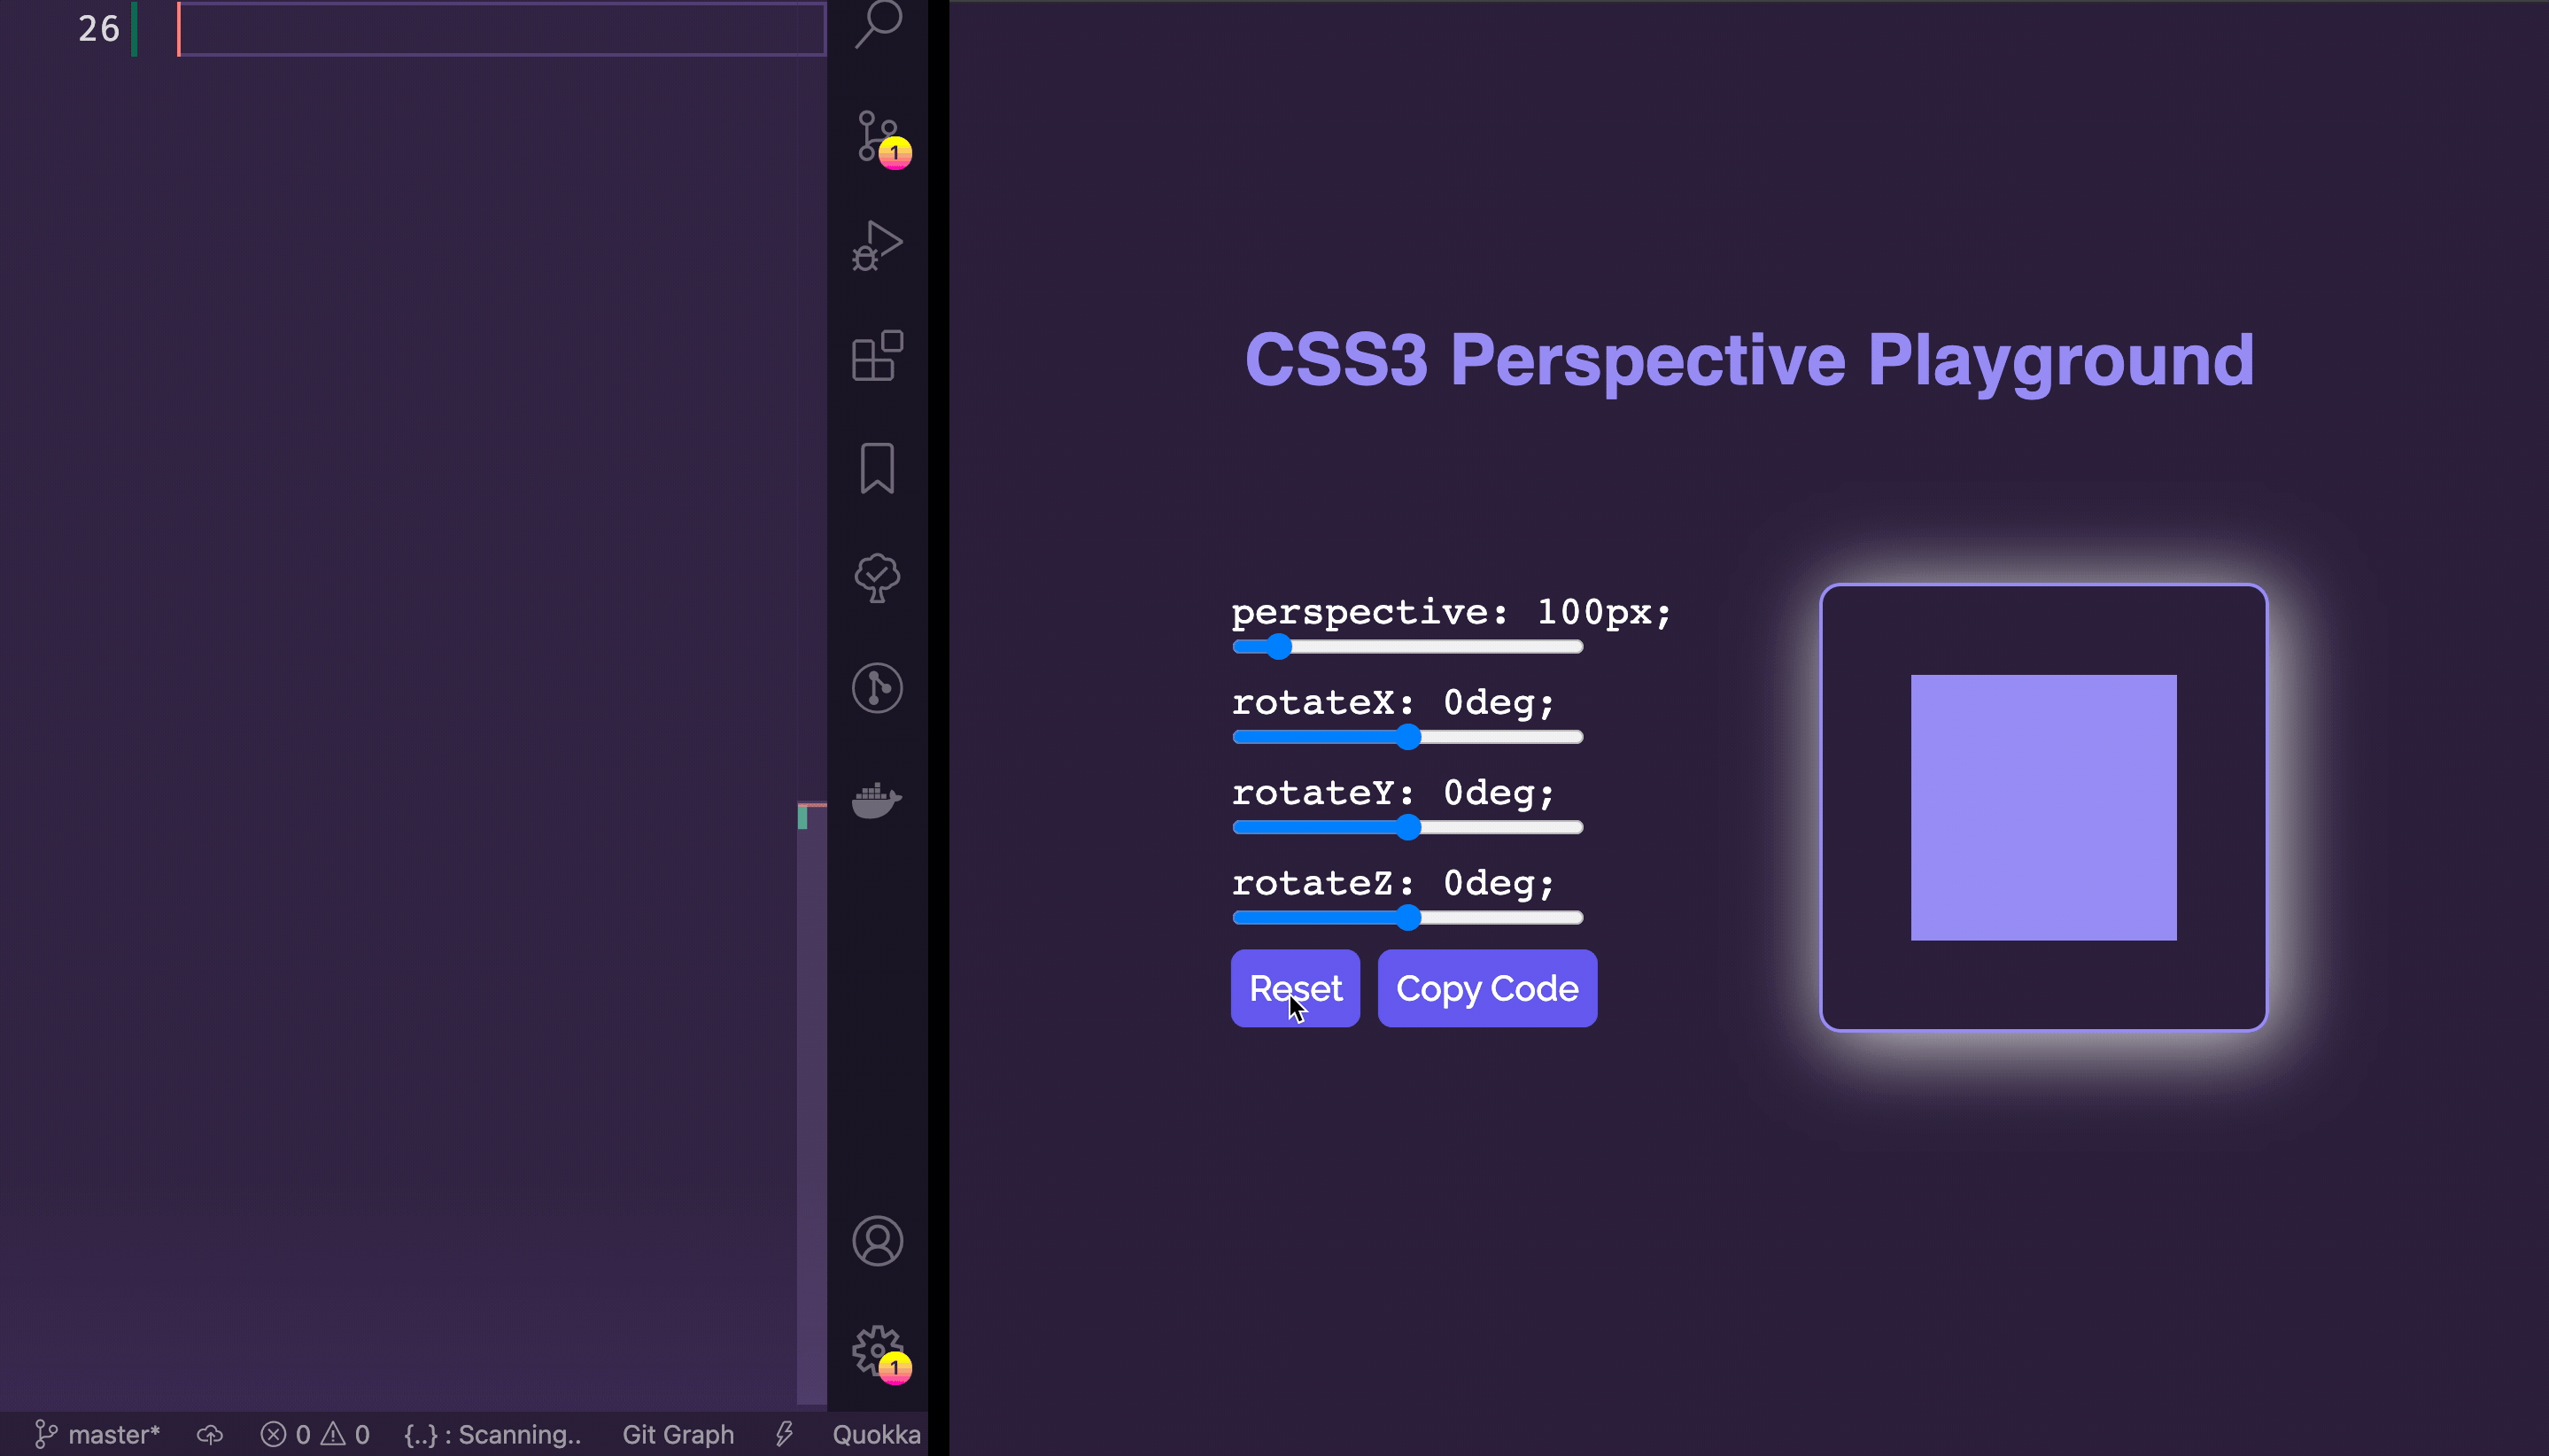 26
1
1
master* 0 0 {..} : Scanning.. Git Graph Quokka
CSS3 Perspective Playground
perspective: 100px;
rotateX: 0deg;
rotateY: 0deg;
rotateZ: 0deg;
Reset Copy Code